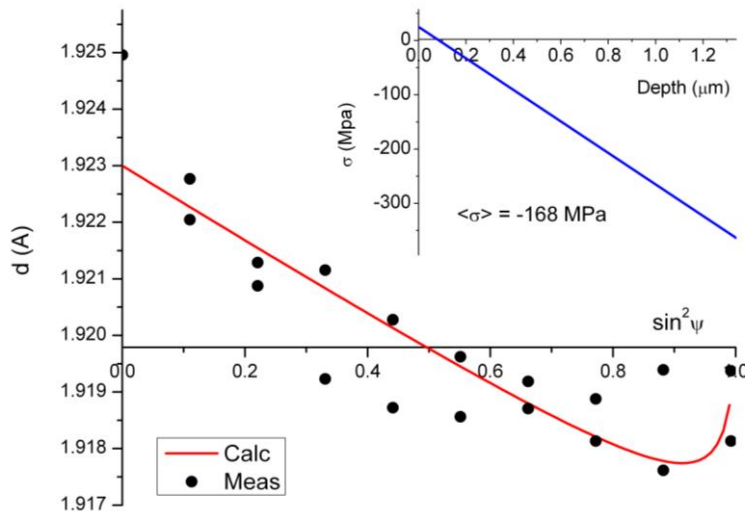 d (A)
1.925
1.924
1.923
1.922
1.921
1.920
1.919
1.918
1.917
0.0 0.2 0.4 0.6 0.8 1.0
sin²ψ
Calc
Meas
σ (Mpa)
0
-100
-200
-300
0.0 0.2 0.4 0.6 0.8 1.0 1.2
Depth (μm)
<σ> = -168 MPa